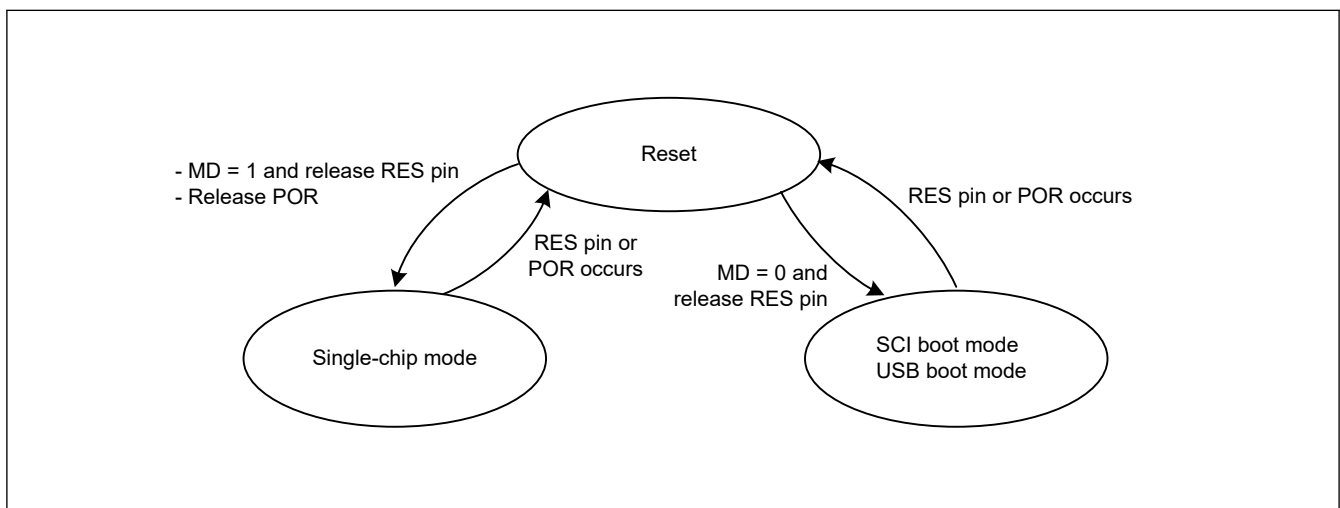 Reset
- MD = 1 and release RES pin
- Release POR
RES pin or POR occurs
RES pin or
POR occurs
MD = 0 and
release RES pin
Single-chip mode
SCI boot mode
USB boot mode